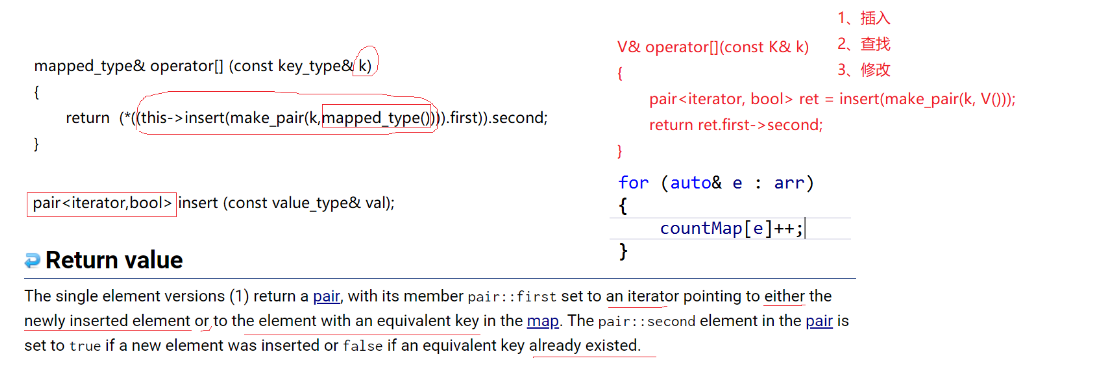 mapped_type& operator[] (const key_type& k)
{
return (*((this->insert(make_pair(k,mapped_type()))).first)).second;
}
pair<iterator,bool> insert (const value_type& val);
V& operator[](const K& k)
{
pair<iterator, bool> ret = insert(make_pair(k, V()));
return ret.first->second;
}
1、插入
2、查找
3、修改
for (auto& e : arr)
{
countMap[e]++;
}
Return value
The single element versions (1) return a pair, with its member pair::first set to an iterator pointing to either the
newly inserted element or to the element with an equivalent key in the map. The pair::second element in the pair is
set to true if a new element was inserted or false if an equivalent key already existed.